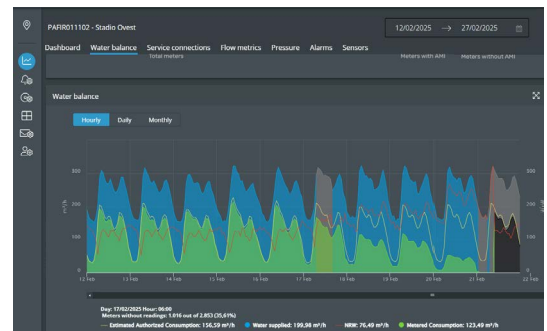 PAFIR011102 - Stadio Ovest
12/02/2025 → 27/02/2025
Dashboard Water balance Service connections Flow metrics Pressure Alarms Sensors
Total meters Meters with AMI Meters without AMI
Water balance
Hourly Daily Monthly
300 300
m³/h
200 200
100 100
0 0
12 Feb 13 Feb 14 Feb 15 Feb 16 Feb 17 Feb 18 Feb 19 Feb 20 Feb 21 Feb 22 Feb
Day: 17/02/2025 Hour: 06:00
Meters without readings: 1.016 out of 2.853 (35,61%)
Estimated Authorized Consumption: 156,59 m³/h Water supplied: 199,98 m³/h NRW: 76,49 m³/h Metered Consumption: 123,49 m³/h